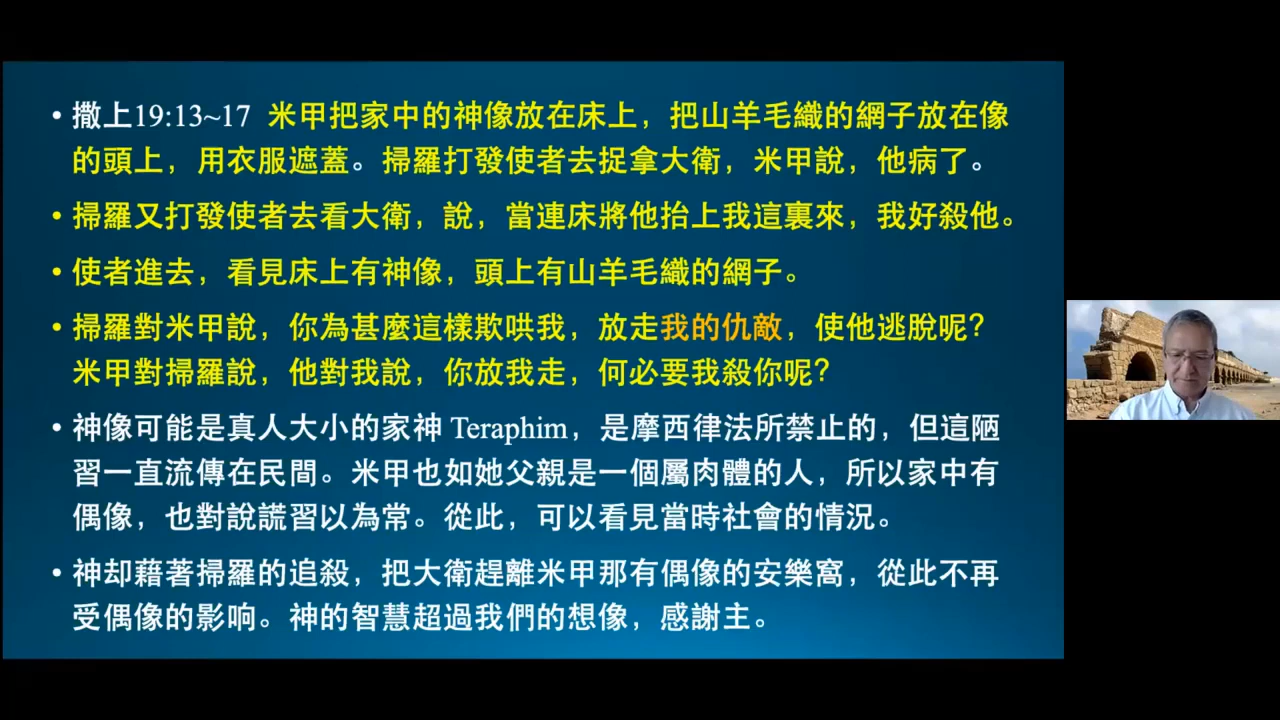 • 撒上19:13~17 米甲把家中的神像放在床上，把山羊毛織的網子放在像
的頭上，用衣服遮蓋。掃羅打發使者去捉拿大衛，米甲說，他病了。
• 掃羅又打發使者去看大衛，說，當連床將他抬上我這裏來，我好殺他。
• 使者進去，看見床上有神像，頭上有山羊毛織的網子。
• 掃羅對米甲說，你為甚麼這樣欺哄我，放走我的仇敵，使他逃脫呢？
米甲對掃羅說，他對我說，你放我走，何必要我殺你呢？
• 神像可能是真人大小的家神 Teraphim，是摩西律法所禁止的，但這陋
習一直流傳在民間。米甲也如她父親是一個屬肉體的人，所以家中有
偶像，也對說謊習以為常。從此，可以看見當時社會的情況。
• 神却藉著掃羅的追殺，把大衛趕離米甲那有偶像的安樂窩，從此不再
受偶像的影响。神的智慧超過我們的想像，感謝主。